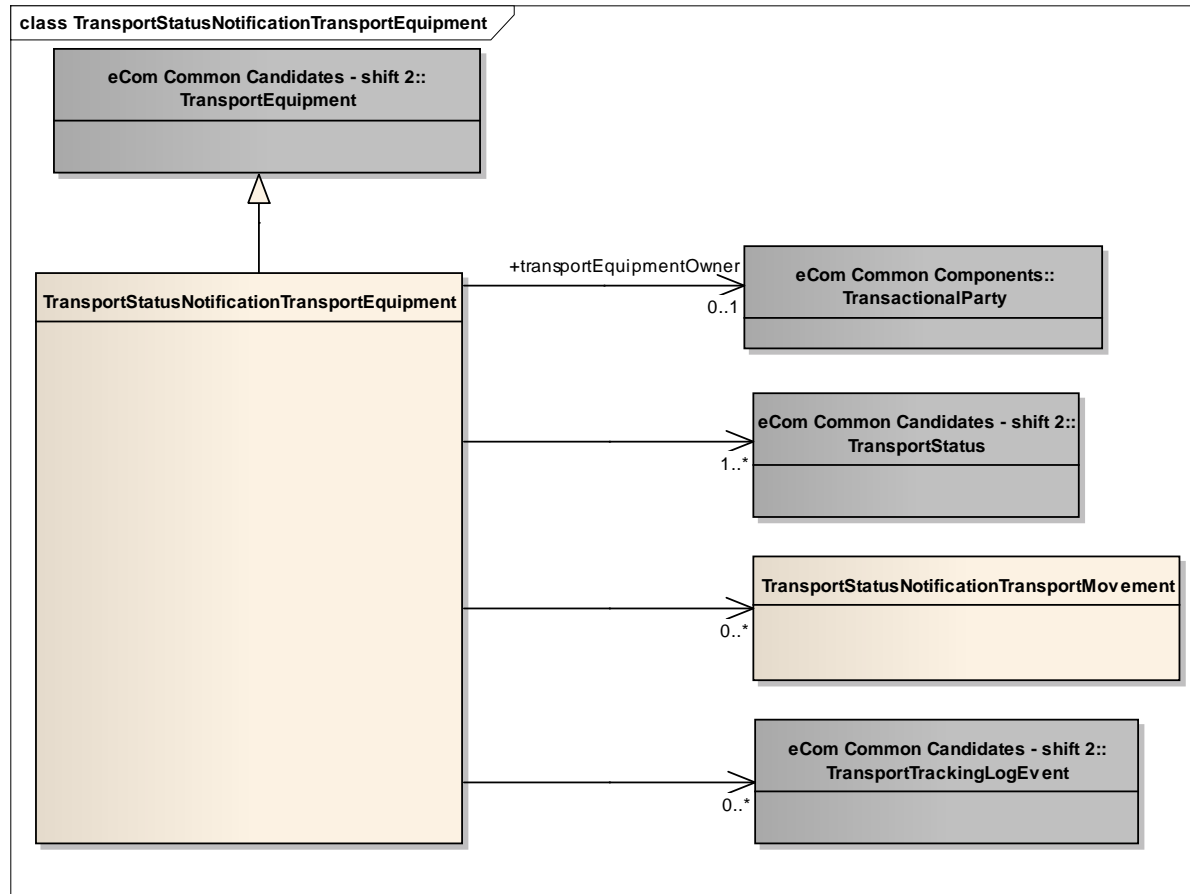 class TransportStatusNotificationTransportEquipment
eCom Common Candidates - shift 2::
TransportEquipment
+transportEquipmentOwner
0..1
eCom Common Components::
TransactionalParty
TransportStatusNotificationTransportEquipment
eCom Common Candidates - shift 2::
TransportStatus
1..*
TransportStatusNotificationTransportMovement
0..*
eCom Common Candidates - shift 2::
TransportTrackingLogEvent
0..*